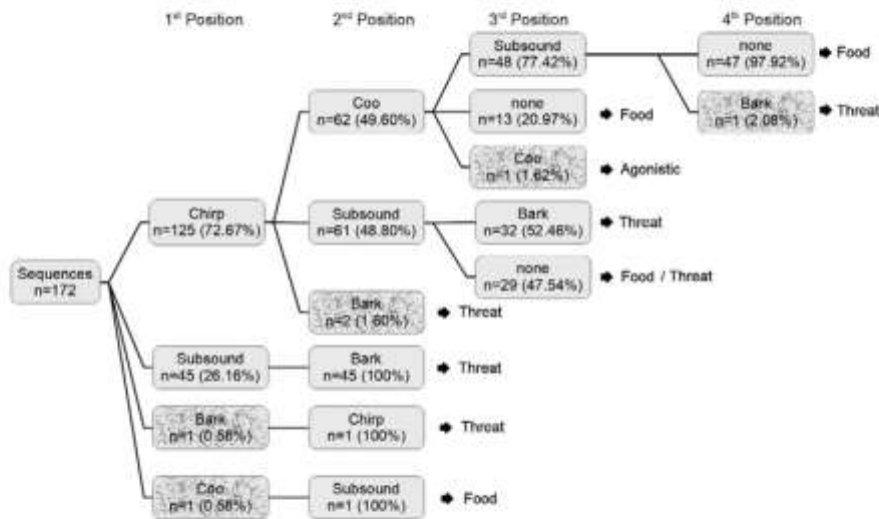 1st Position 2nd Position 3rd Position 4th Position
Subsound
n=48 (77.42%)
none
n=47 (97.92%)
Food
Coo
n=62 (49.60%)
none
n=13 (20.97%)
Food
Bark
n=1 (2.08%)
Threat
Coo
n=1 (1.62%)
Agonistic
Chirp
n=125 (72.67%)
Subsound
n=61 (48.80%)
Bark
n=32 (52.46%)
Threat
Sequences
n=172
none
n=29 (47.54%)
Food / Threat
Bark
n=2 (1.60%)
Threat
Subsound
n=45 (26.16%)
Bark
n=45 (100%)
Threat
Bark
n=1 (0.58%)
Chirp
n=1 (100%)
Threat
Coo
n=1 (0.58%)
Subsound
n=1 (100%)
Food